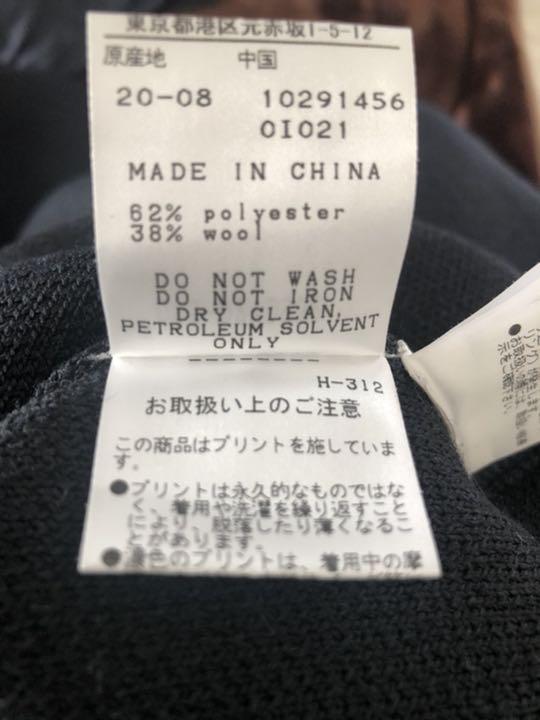 東京都港区元赤坂1-5-12
原産地 中国
20-08 10291456
0I021
MADE IN CHINA
62% polyester
38% wool
DO NOT WASH
DO NOT IRON
DRY CLEAN,
PETROLEUM SOLVENT
ONLY
--------
H-312
お取扱い上のご注意
この商品はプリントを施していま
す。
●プリントは永久的なものではな
く、着用や洗濯を繰り返すこと
により、脱落したり薄くなるこ
とがあります。
●濃色のプリントは、着用中の摩